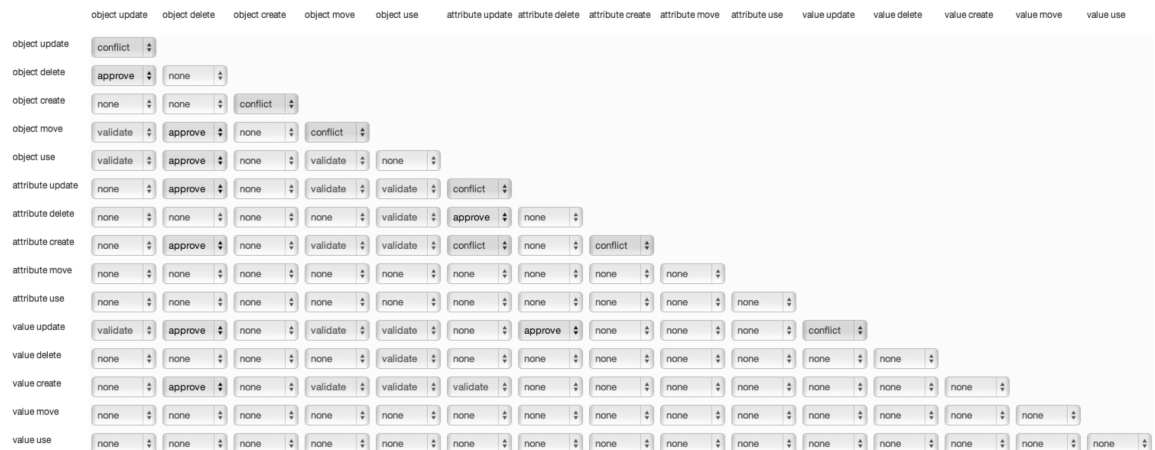 object update object delete object create object move object use attribute update attribute delete attribute create attribute move attribute use value update value delete value create value move value use
object update conflict
object delete approve none
object create none none conflict
object move validate approve none conflict
object use validate approve none validate none
attribute update none approve none validate validate conflict
attribute delete none none none none validate approve none
attribute create none approve none validate validate conflict none conflict
attribute move none none none none none none none none none
attribute use none none none none none none none none none none
value update validate approve none validate validate none approve none none none conflict
value delete none none none none validate none none none none none none none
value create none approve none validate validate validate none none none none none none none
value move none none none none none none none none none none none none none none
value use none none none none none none none none none none none none none none none